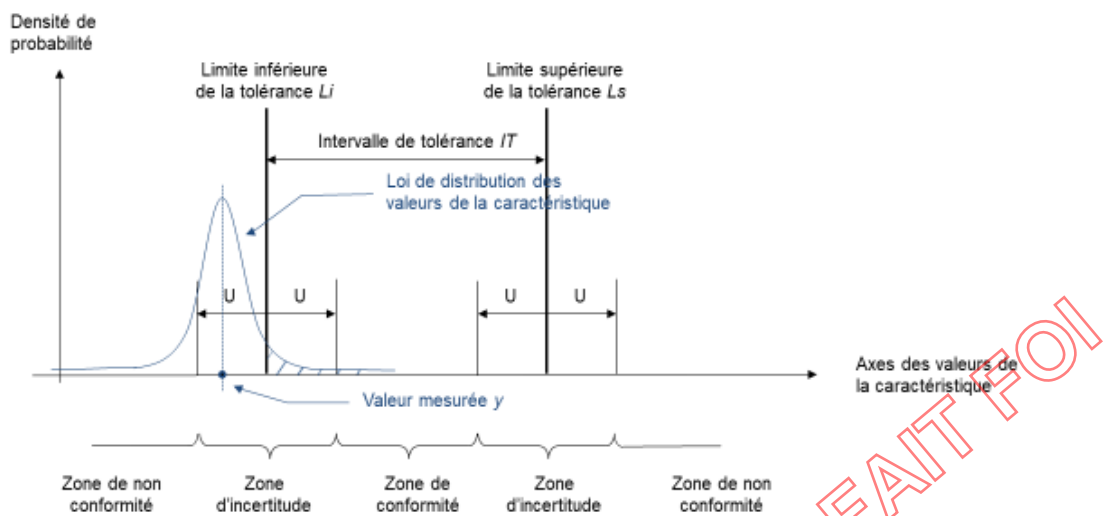 Densité de
probabilité
Limite inférieure
de la tolérance Li
Limite supérieure
de la tolérance Ls
Intervalle de tolérance IT
Loi de distribution des
valeurs de la caractéristique
U
U
U
U
Axes des valeurs de
la caractéristique
Valeur mesurée y
Zone de non
conformité
Zone
d'incertitude
Zone de
conformité
Zone
d'incertitude
Zone de non
conformité
FAIT FOI